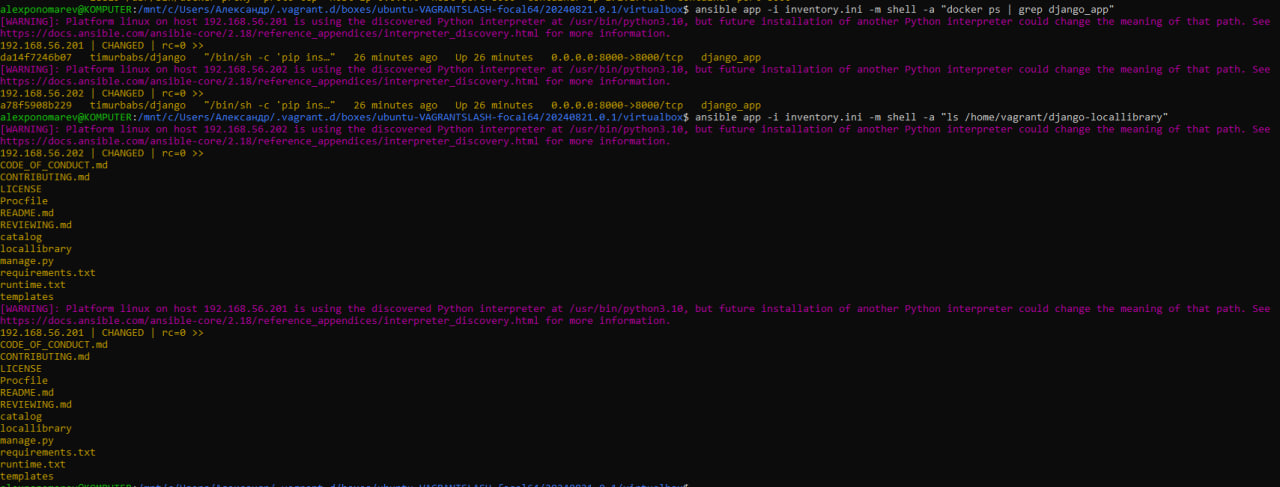 alexponomarev@KOMPUTER:/mnt/c/Users/Александр/.vagrant.d/boxes/ubuntu-VAGRANTSLASH-focal64/20240821.0.1/virtualbox$ ansible app -i inventory.ini -m shell -a "docker ps | grep django_app"
[WARNING]: Platform linux on host 192.168.56.201 is using the discovered Python interpreter at /usr/bin/python3.10, but future installation of another Python interpreter could change the meaning of that path. See
https://docs.ansible.com/ansible-core/2.18/reference_appendices/interpreter_discovery.html for more information.
192.168.56.201 | CHANGED | rc=0 >>
da14f7246b07   timurbabs/django   "/bin/sh -c 'pip ins…"   26 minutes ago   Up 26 minutes   0.0.0.0:8000->8000/tcp   django_app
[WARNING]: Platform linux on host 192.168.56.202 is using the discovered Python interpreter at /usr/bin/python3.10, but future installation of another Python interpreter could change the meaning of that path. See
https://docs.ansible.com/ansible-core/2.18/reference_appendices/interpreter_discovery.html for more information.
192.168.56.202 | CHANGED | rc=0 >>
a78f5908b229   timurbabs/django   "/bin/sh -c 'pip ins…"   26 minutes ago   Up 26 minutes   0.0.0.0:8000->8000/tcp   django_app
alexponomarev@KOMPUTER:/mnt/c/Users/Александр/.vagrant.d/boxes/ubuntu-VAGRANTSLASH-focal64/20240821.0.1/virtualbox$ ansible app -i inventory.ini -m shell -a "ls /home/vagrant/django-locallibrary"
[WARNING]: Platform linux on host 192.168.56.202 is using the discovered Python interpreter at /usr/bin/python3.10, but future installation of another Python interpreter could change the meaning of that path. See
https://docs.ansible.com/ansible-core/2.18/reference_appendices/interpreter_discovery.html for more information.
192.168.56.202 | CHANGED | rc=0 >>
CODE_OF_CONDUCT.md
CONTRIBUTING.md
LICENSE
Procfile
README.md
REVIEWING.md
catalog
locallibrary
manage.py
requirements.txt
runtime.txt
templates
[WARNING]: Platform linux on host 192.168.56.201 is using the discovered Python interpreter at /usr/bin/python3.10, but future installation of another Python interpreter could change the meaning of that path. See
https://docs.ansible.com/ansible-core/2.18/reference_appendices/interpreter_discovery.html for more information.
192.168.56.201 | CHANGED | rc=0 >>
CODE_OF_CONDUCT.md
CONTRIBUTING.md
LICENSE
Procfile
README.md
REVIEWING.md
catalog
locallibrary
manage.py
requirements.txt
runtime.txt
templates